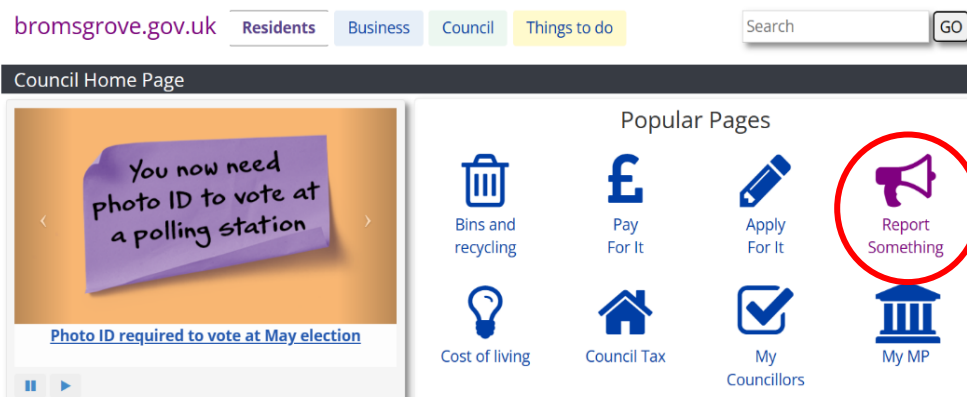 bromsgrove.gov.uk Residents Business Council Things to do Search GO
Council Home Page
You now need
photo ID to vote at
a polling station
Photo ID required to vote at May election
Popular Pages
Bins and
recycling
Pay
For It
Apply
For It
Report
Something
Cost of living
Council Tax
My
Councillors
My MP